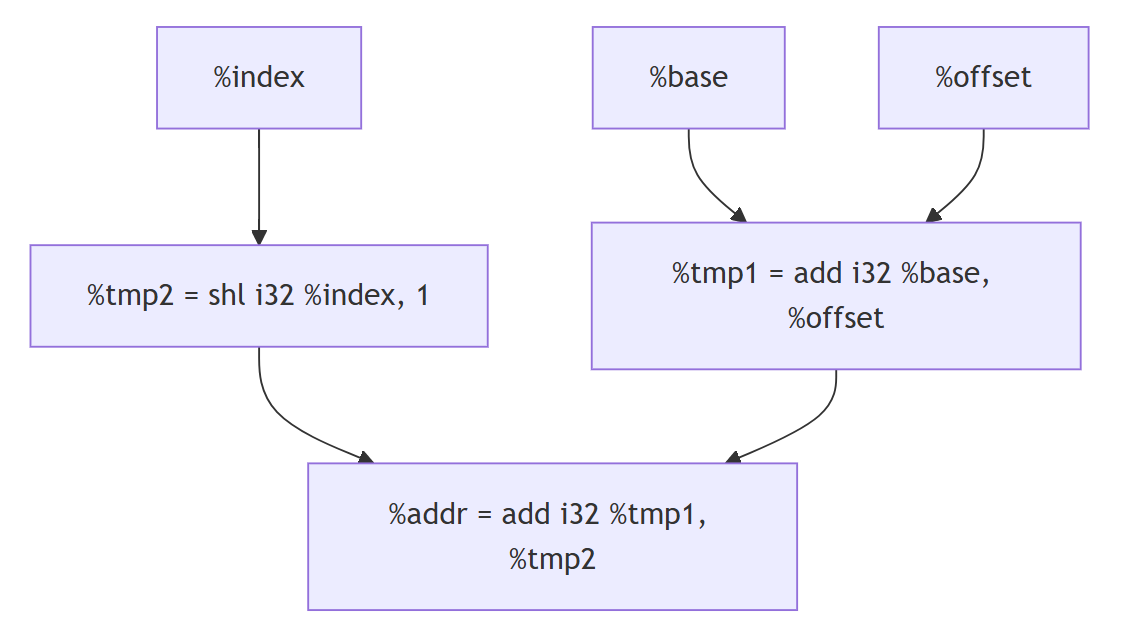 %index
%base
%offset
%tmp2 = shl i32 %index, 1
%tmp1 = add i32 %base,
%offset
%addr = add i32 %tmp1,
%tmp2